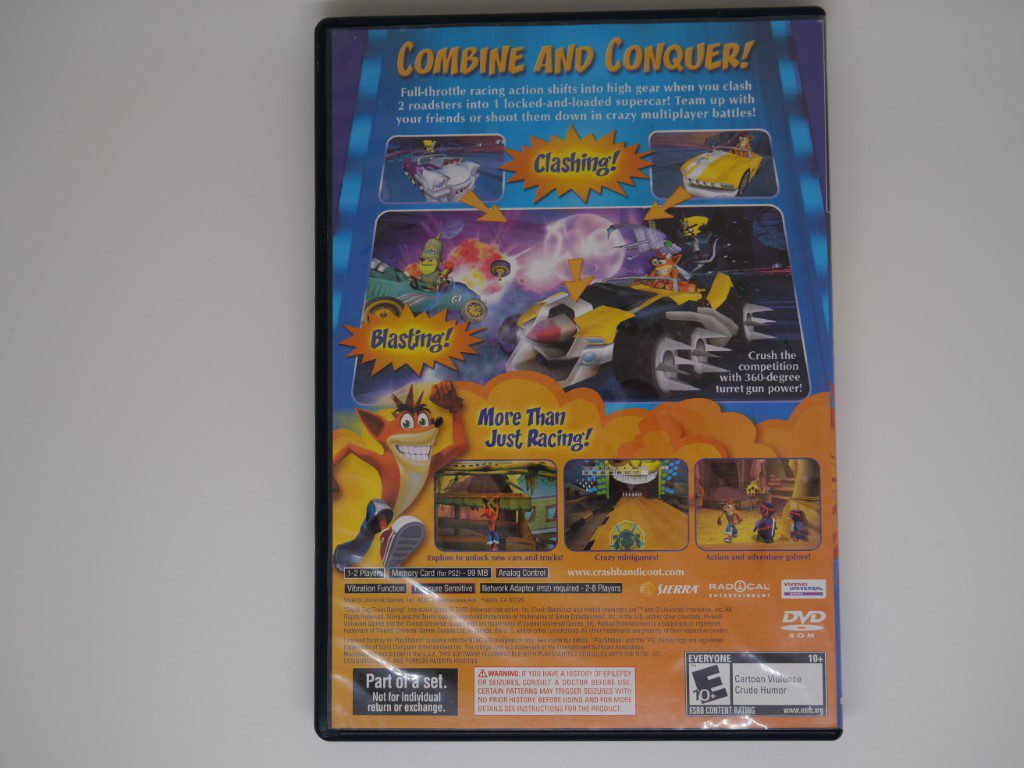 COMBINE AND CONQUER!
Full-throttle racing action shifts into high gear when you clash
2 roadsters into 1 locked-and-loaded supercar! Team up with
your friends or shoot them down in crazy multiplayer battles!
Clashing!
Blasting!
Crush the
competition
with 360-degree
turret gun power!
More Than
Just Racing!
Explore to unlock new cars and tracks!
Crazy minigames!
Action and adventure galore!
1-2 Players
Memory Card (for PS2) - 99 MB
Analog Control
www.crashbandicoot.com
Vibration Function
Pressure Sensitive
Network Adaptor (PS2) required - 2-8 Players
SIERRA
RADICAL
ENTERTAINMENT
VIVENDI
UNIVERSAL
games
DVD
ROM
Part of a set.
Not for individual
return or exchange.
WARNING: IF YOU HAVE A HISTORY OF EPILEPSY
OR SEIZURES, CONSULT A DOCTOR BEFORE USE.
CERTAIN PATTERNS MAY TRIGGER SEIZURES WITH
NO PRIOR HISTORY. BEFORE USING AND FOR MORE
DETAILS SEE INSTRUCTIONS FOR THE PRODUCT.
EVERYONE 10+
E
10+
Cartoon Violence
Crude Humor
ESRB CONTENT RATING www.esrb.org